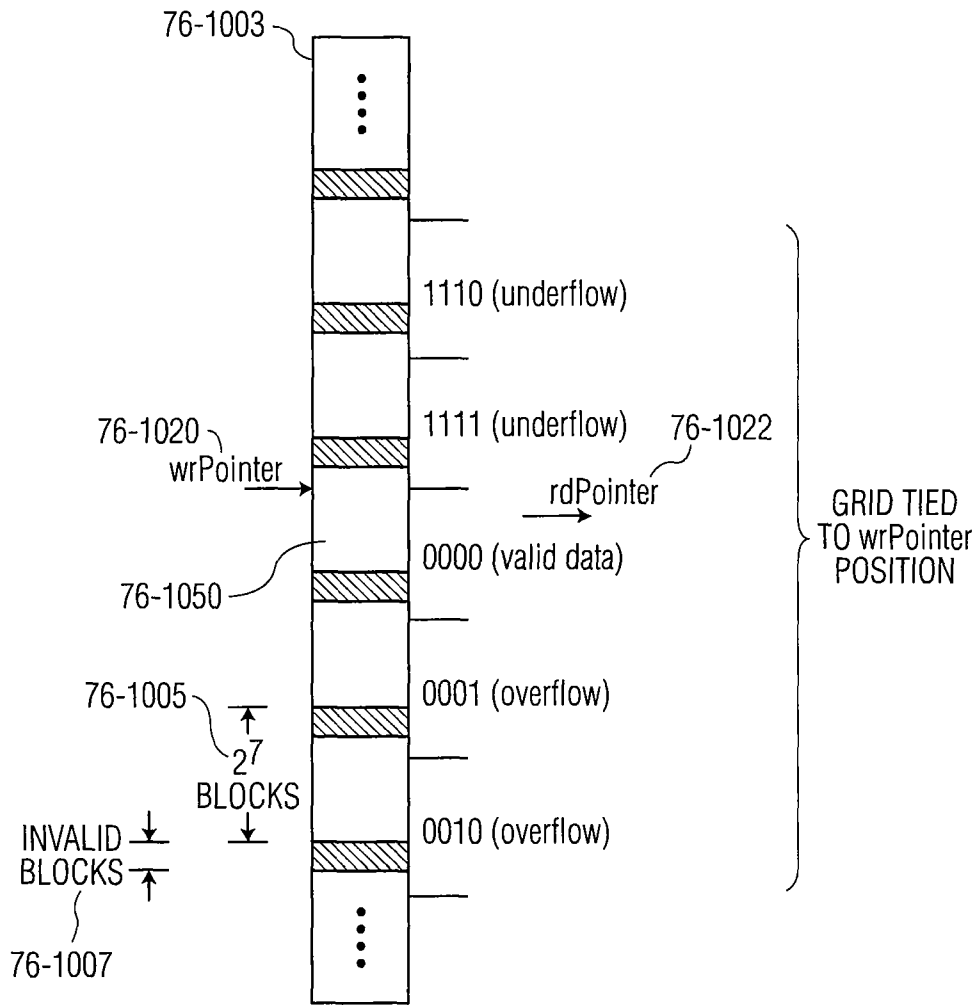 76-1003
1110 (underflow)
1111 (underflow)
76-1020
wrPointer
76-1022
rdPointer
GRID TIED
TO wrPointer
POSITION
0000 (valid data)
76-1050
0001 (overflow)
76-1005
2^7
BLOCKS
0010 (overflow)
INVALID
BLOCKS
76-1007